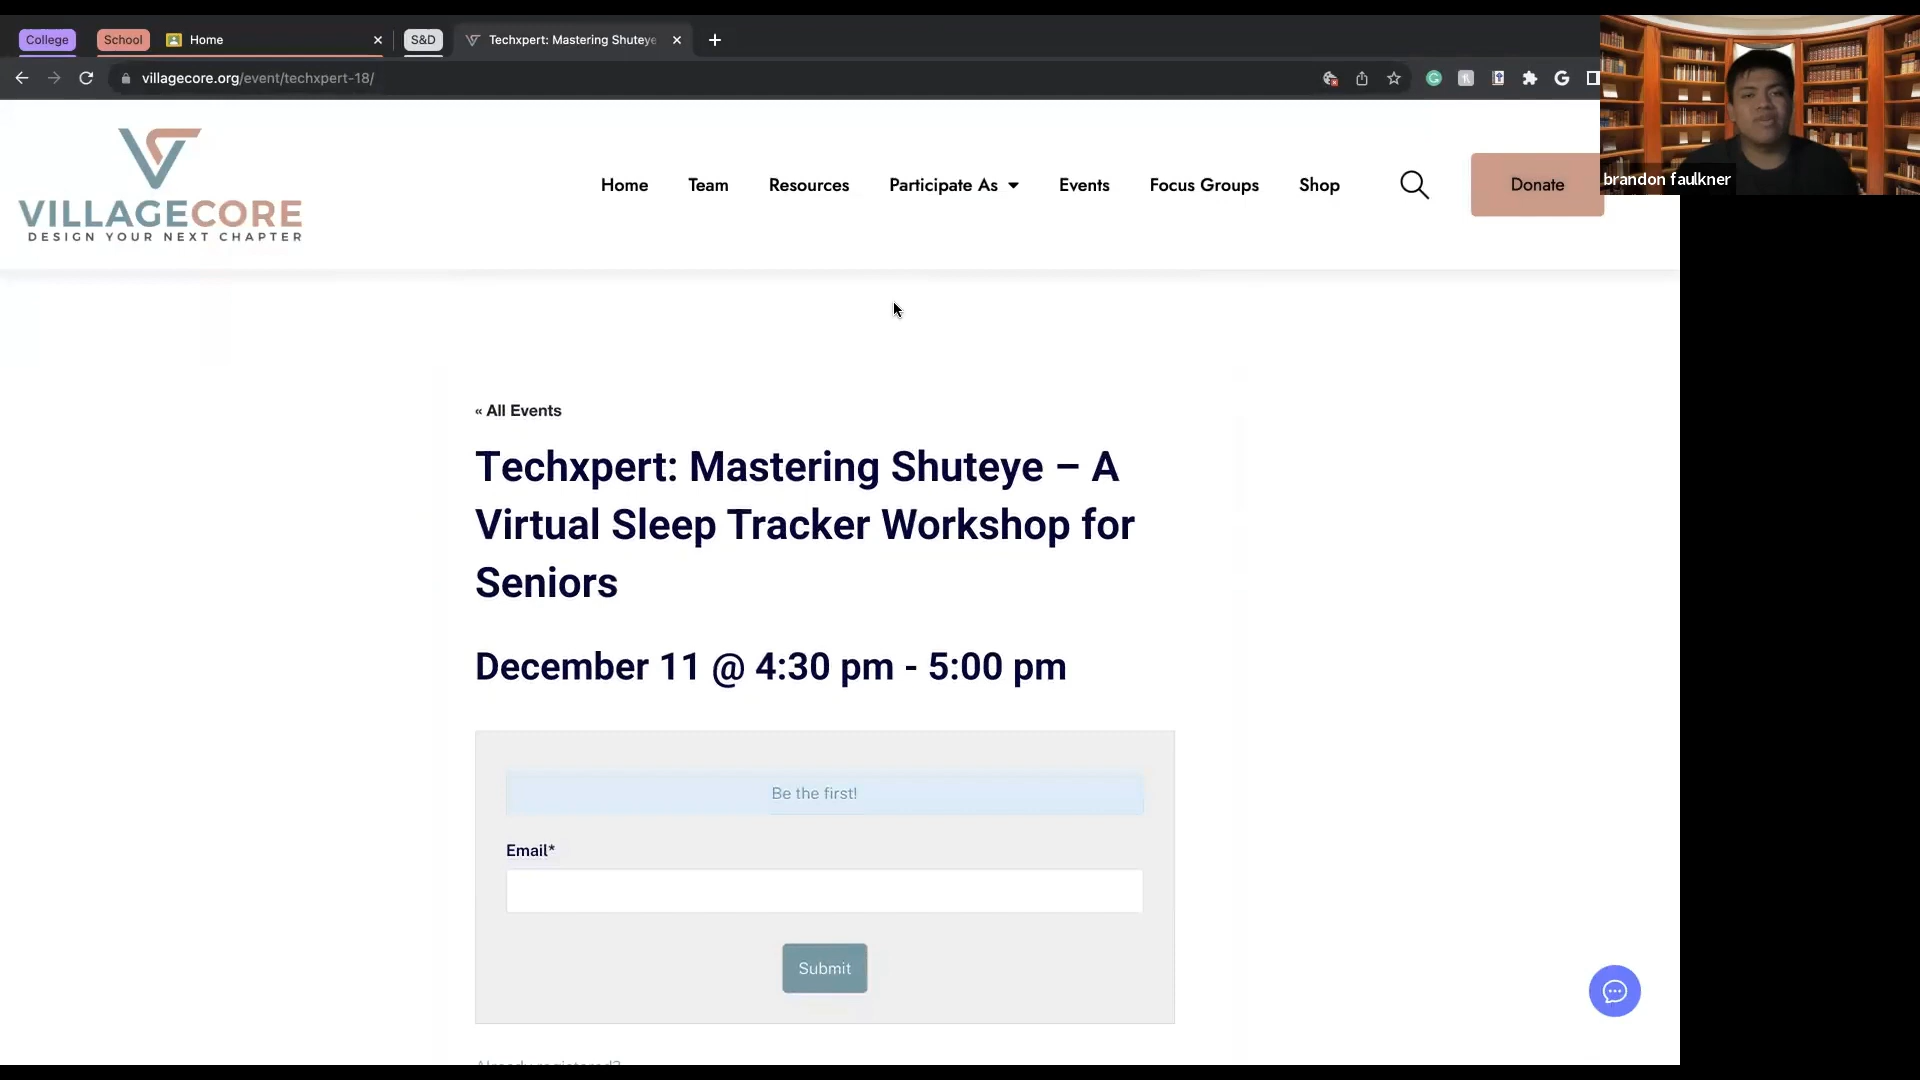 College
School
Home
S&D
Techxpert: Mastering Shuteye
villagecore.org/event/techxpert-18/
VILLAGECORE
DESIGN YOUR NEXT CHAPTER
Home
Team
Resources
Participate As
Events
Focus Groups
Shop
Donate
brandon faulkner
« All Events
Techxpert: Mastering Shuteye – A
Virtual Sleep Tracker Workshop for
Seniors
December 11 @ 4:30 pm - 5:00 pm
Be the first!
Email*
Submit
Already registered?